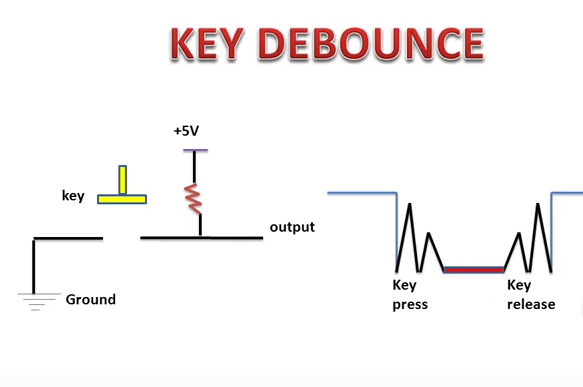 KEY DEBOUNCE
+5V
key
output
Ground
Key
press
Key
release